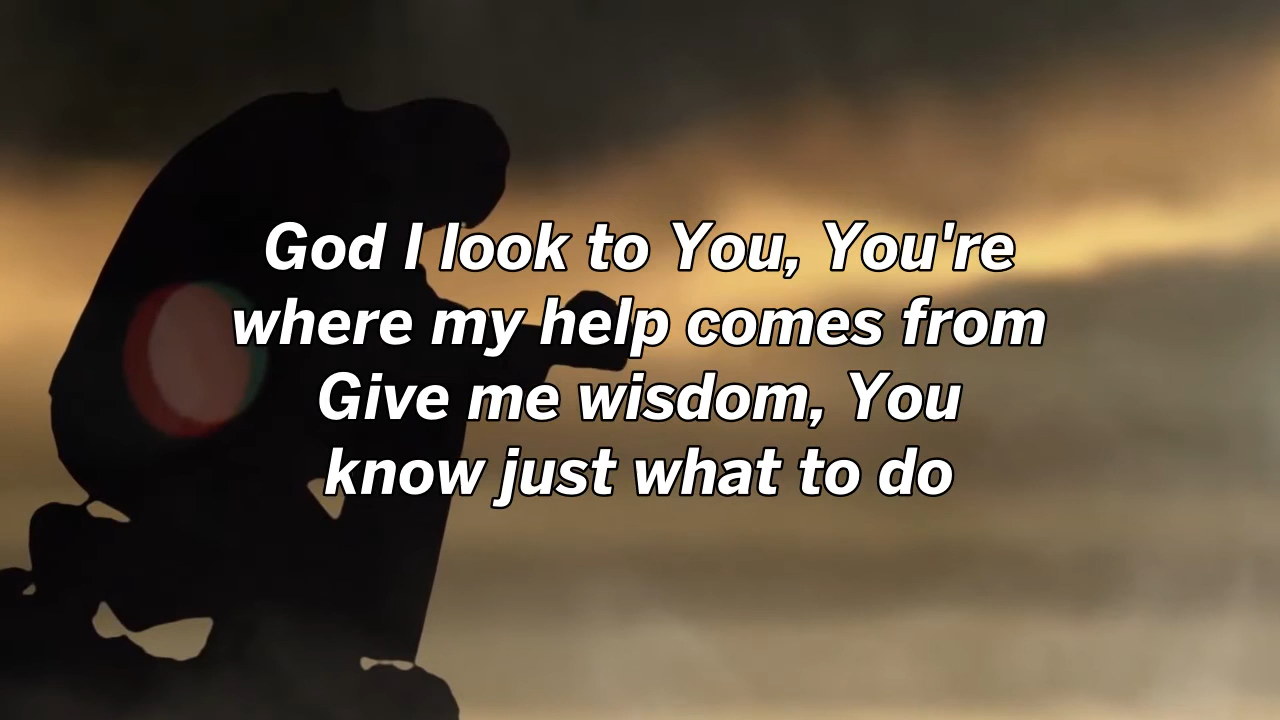 God I look to You, You're
where my help comes from
Give me wisdom, You
know just what to do